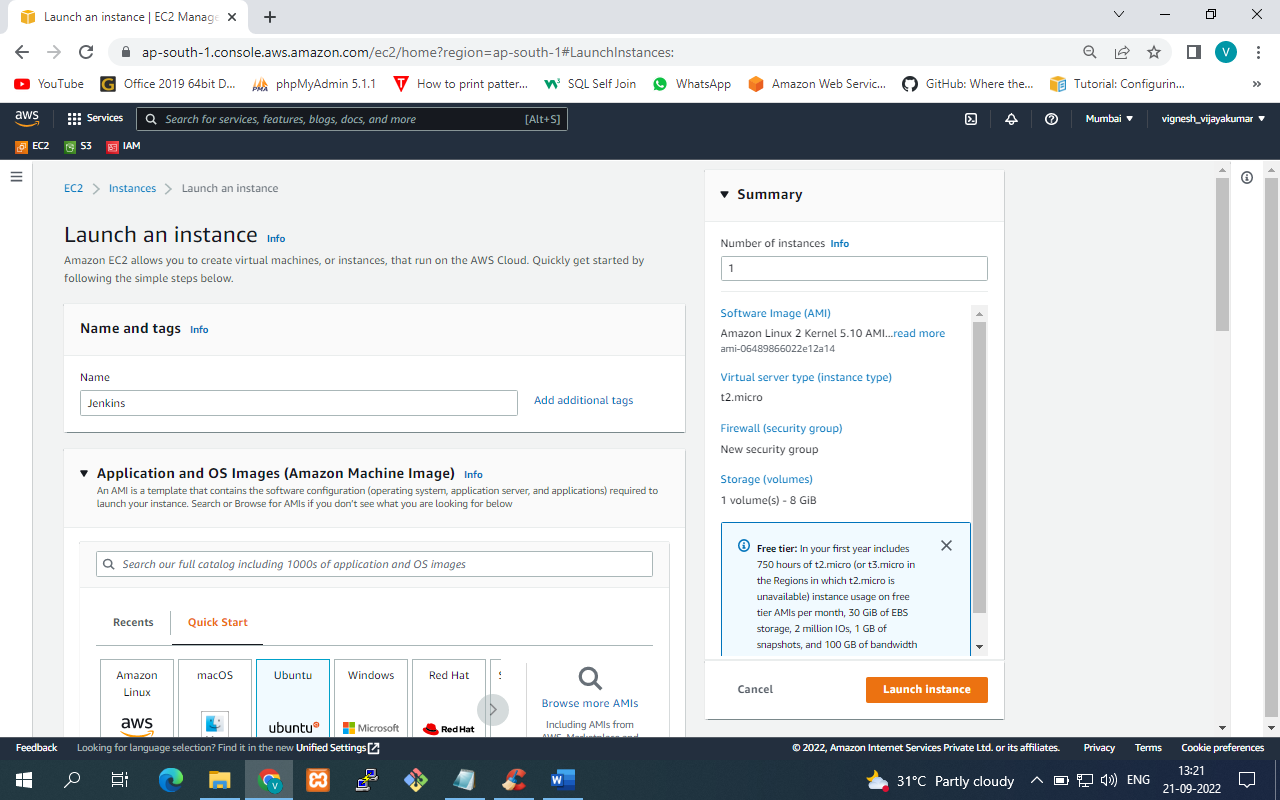 Launch an instance | EC2 Manage
ap-south-1.console.aws.amazon.com/ec2/home?region=ap-south-1#LaunchInstances:
V
YouTube
Office 2019 64bit D...
phpMyAdmin 5.1.1
How to print patter...
SQL Self Join
WhatsApp
Amazon Web Servic...
GitHub: Where the...
Tutorial: Configurin...
»
aws
Services
Search for services, features, blogs, docs, and more
[Alt+S]
Mumbai
vignesh_vijayakumar
EC2
S3
IAM
EC2
Instances
Launch an instance
Launch an instance Info
Amazon EC2 allows you to create virtual machines, or instances, that run on the AWS Cloud. Quickly get started by
following the simple steps below.
Name and tags Info
Name
Jenkins
Add additional tags
Application and OS Images (Amazon Machine Image) Info
An AMI is a template that contains the software configuration (operating system, application server, and applications) required to
launch your instance. Search or Browse for AMIs if you don't see what you are looking for below
Search our full catalog including 1000s of application and OS images
Recents
Quick Start
Amazon
Linux
aws
macOS
Ubuntu
ubuntu
Windows
Microsoft
Red Hat
Red Hat
Browse more AMIs
Including AMIs from
Summary
Number of instances Info
1
Software Image (AMI)
Amazon Linux 2 Kernel 5.10 AMI...read more
ami-06489866022e12a14
Virtual server type (instance type)
t2.micro
Firewall (security group)
New security group
Storage (volumes)
1 volume(s) - 8 GiB
Free tier: In your first year includes
750 hours of t2.micro (or t3.micro in
the Regions in which t2.micro is
unavailable) instance usage on free
tier AMIs per month, 30 GiB of EBS
storage, 2 million IOs, 1 GB of
snapshots, and 100 GB of bandwidth
Cancel
Launch instance
Feedback
Looking for language selection? Find it in the new Unified Settings
© 2022, Amazon Internet Services Private Ltd. or its affiliates.
Privacy
Terms
Cookie preferences
31°C Partly cloudy
ENG
13:21
21-09-2022